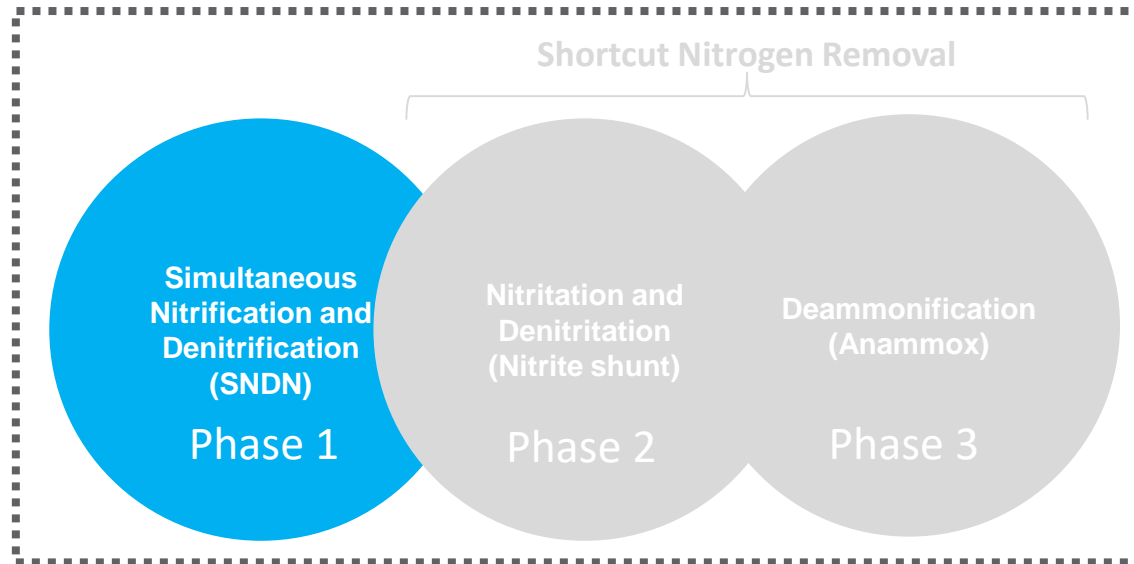 Shortcut Nitrogen Removal
Simultaneous
Nitrification and
Denitrification
(SNDN)
Phase 1
Nitritation and
Denitritation
(Nitrite shunt)
Phase 2
Deammonification
(Anammox)
Phase 3